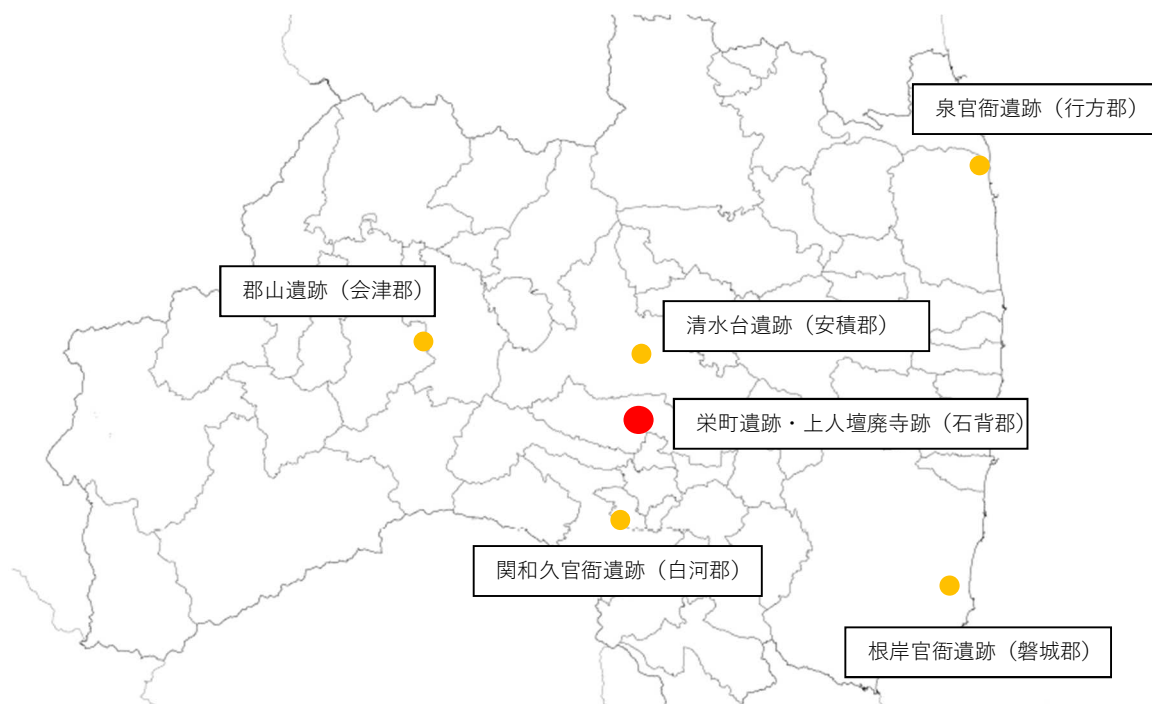 泉官衙遺跡（行方郡）
郡山遺跡（会津郡）
清水台遺跡（安積郡）
栄町遺跡・上人壇廃寺跡（石背郡）
関和久官衙遺跡（白河郡）
根岸官衙遺跡（磐城郡）